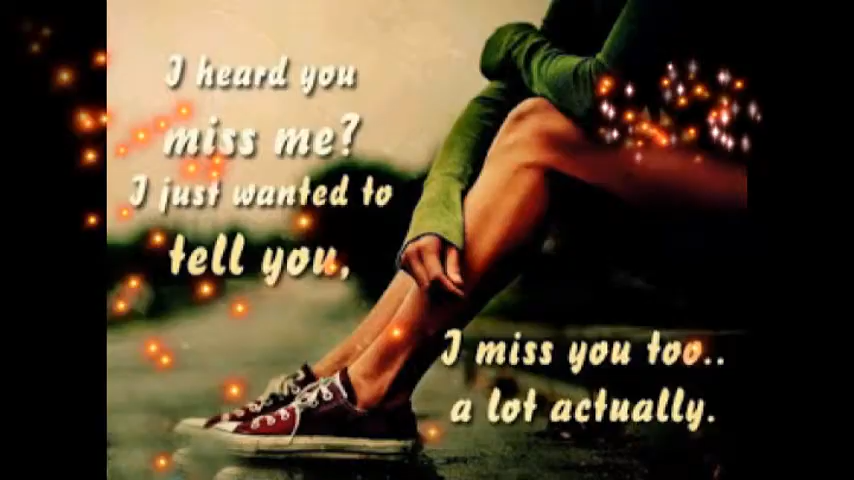 I heard you
miss me?
I just wanted to
tell you,
I miss you too..
a lot actually.